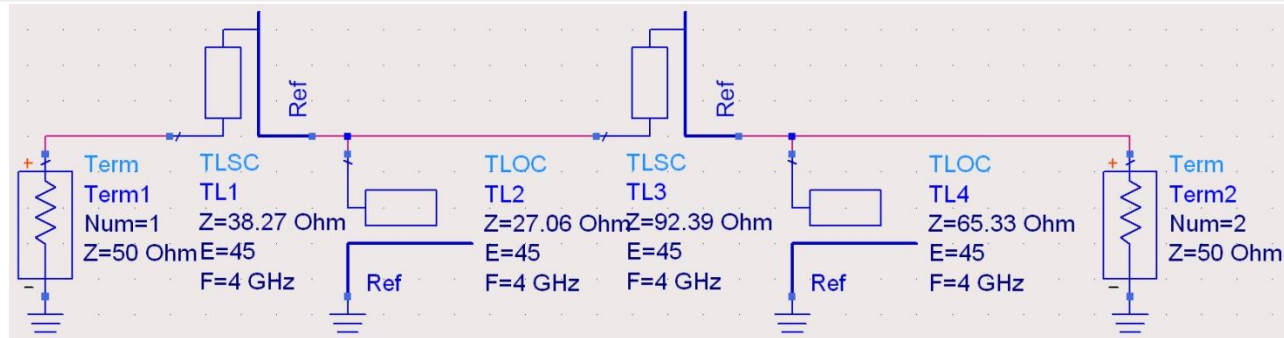 Ref
Ref
+
Term
Term1
Num=1
Z=50 Ohm
-
TLSC
TL1
Z=38.27 Ohm
E=45
F=4 GHz
Ref
TLOC
TL2
Z=27.06 Ohm
E=45
F=4 GHz
TLSC
TL3
Z=92.39 Ohm
E=45
F=4 GHz
Ref
TLOC
TL4
Z=65.33 Ohm
E=45
F=4 GHz
+
Term
Term2
Num=2
Z=50 Ohm
-